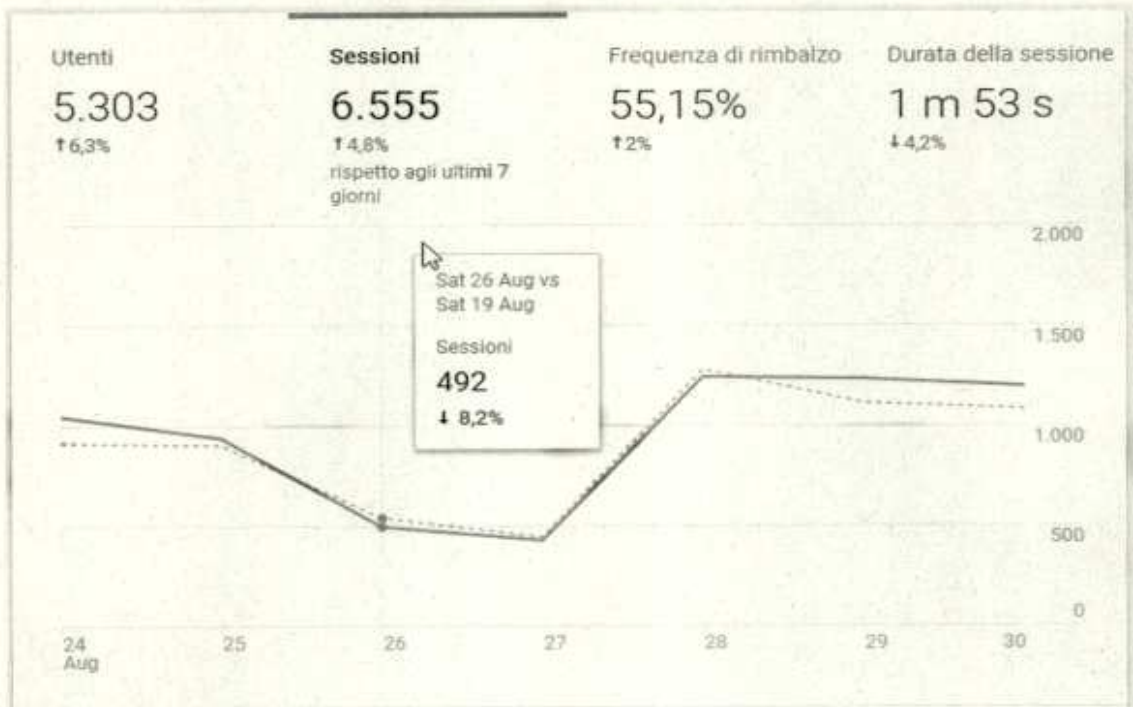 Utenti
5.303
↑6,3%
Sessioni
6.555
↑4,8%
rispetto agli ultimi 7
giorni
Frequenza di rimbalzo
55,15%
↑2%
Durata della sessione
1 m 53 s
↓4,2%
Sat 26 Aug vs
Sat 19 Aug
Sessioni
492
↓ 8,2%
2.000
1.500
1.000
500
0
24 25 26 27 28 29 30
Aug